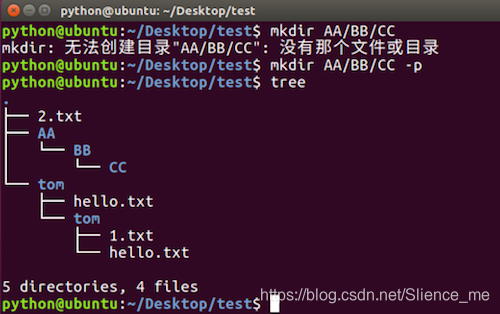 python@ubuntu: ~/Desktop/test
python@ubuntu:~/Desktop/test$ mkdir AA/BB/CC
mkdir: 无法创建目录"AA/BB/CC": 没有那个文件或目录
python@ubuntu:~/Desktop/test$ mkdir AA/BB/CC -p
python@ubuntu:~/Desktop/test$ tree
.
├── 2.txt
├── AA
│   └── BB
│       └── CC
└── tom
    ├── hello.txt
    └── tom
        ├── 1.txt
        └── hello.txt
5 directories, 4 files
python@ubuntu:~/Desktop/test$
https://blog.csdn.net/Slience_me